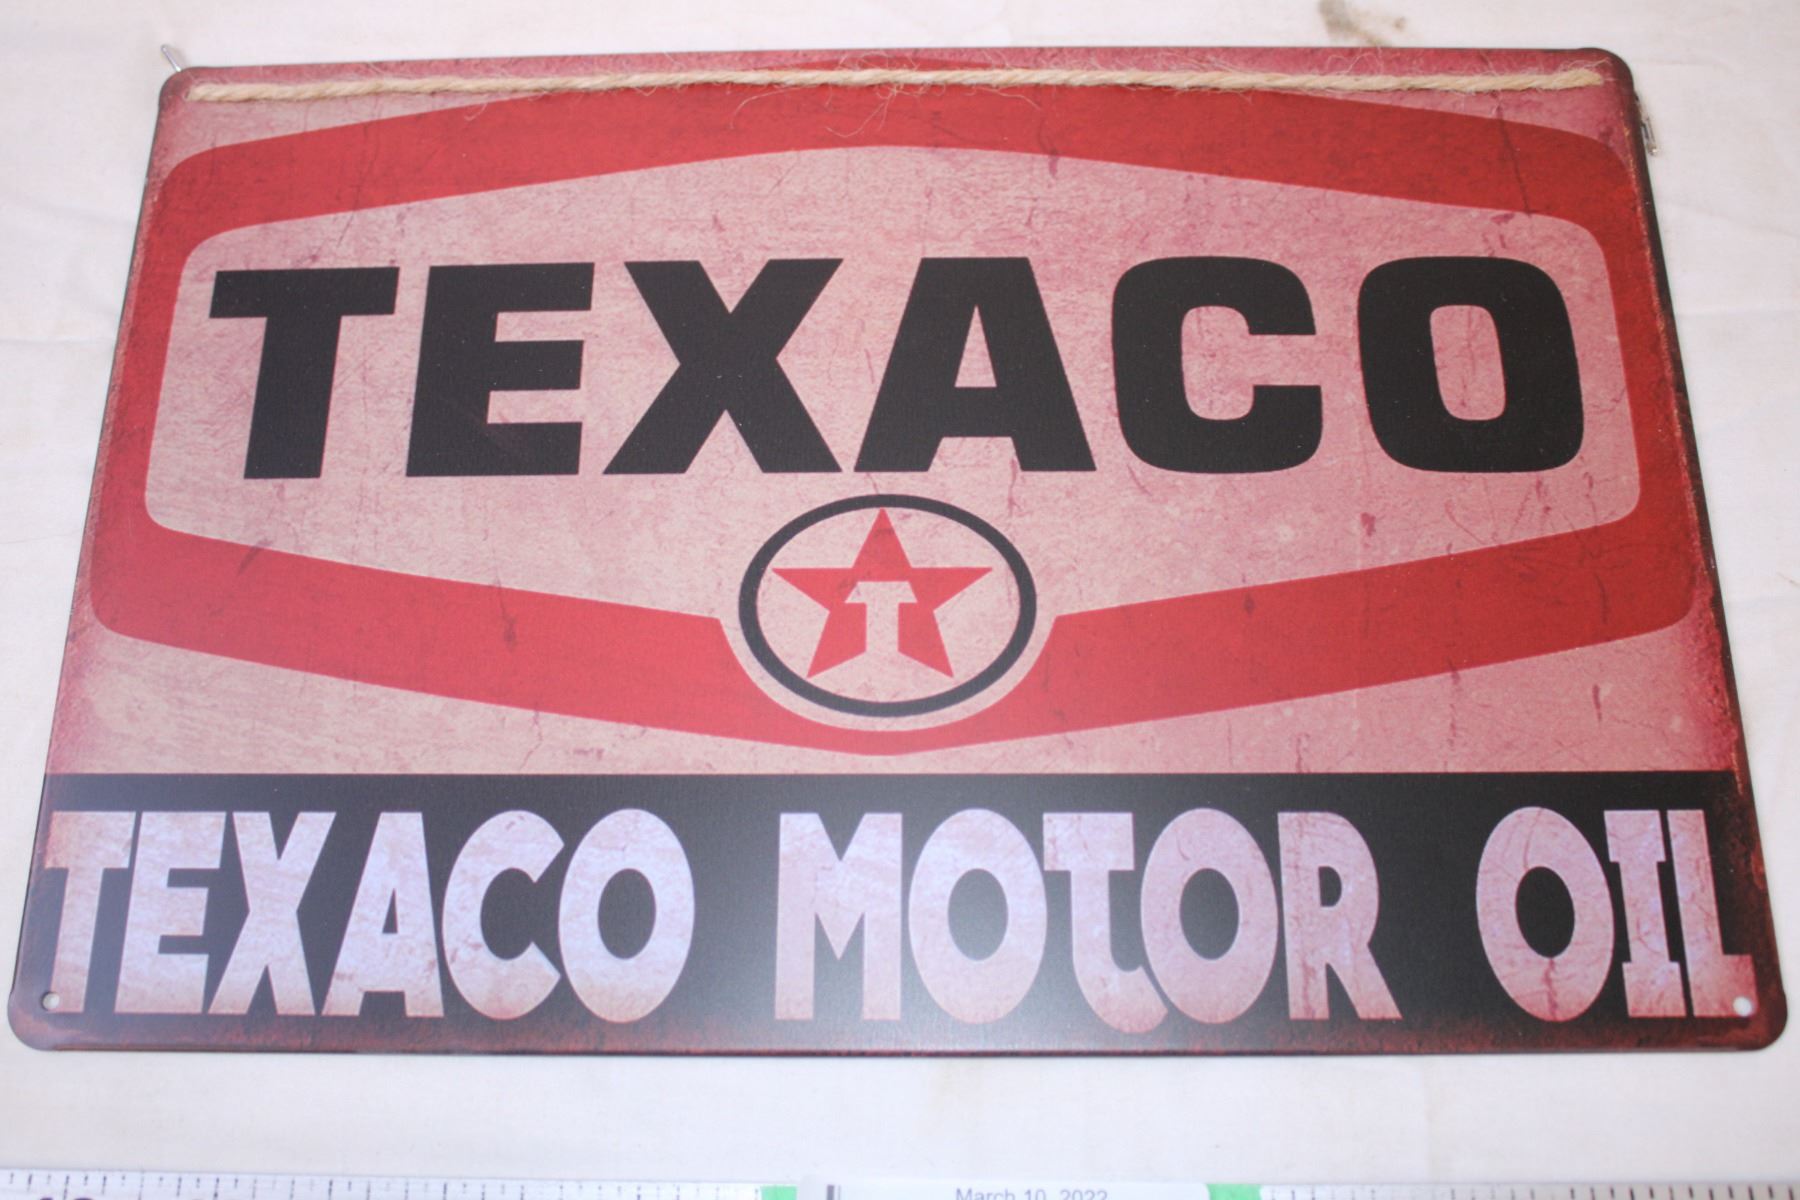 TEXACO
T
TEXACO MOTOR OIL
March 10, 2022